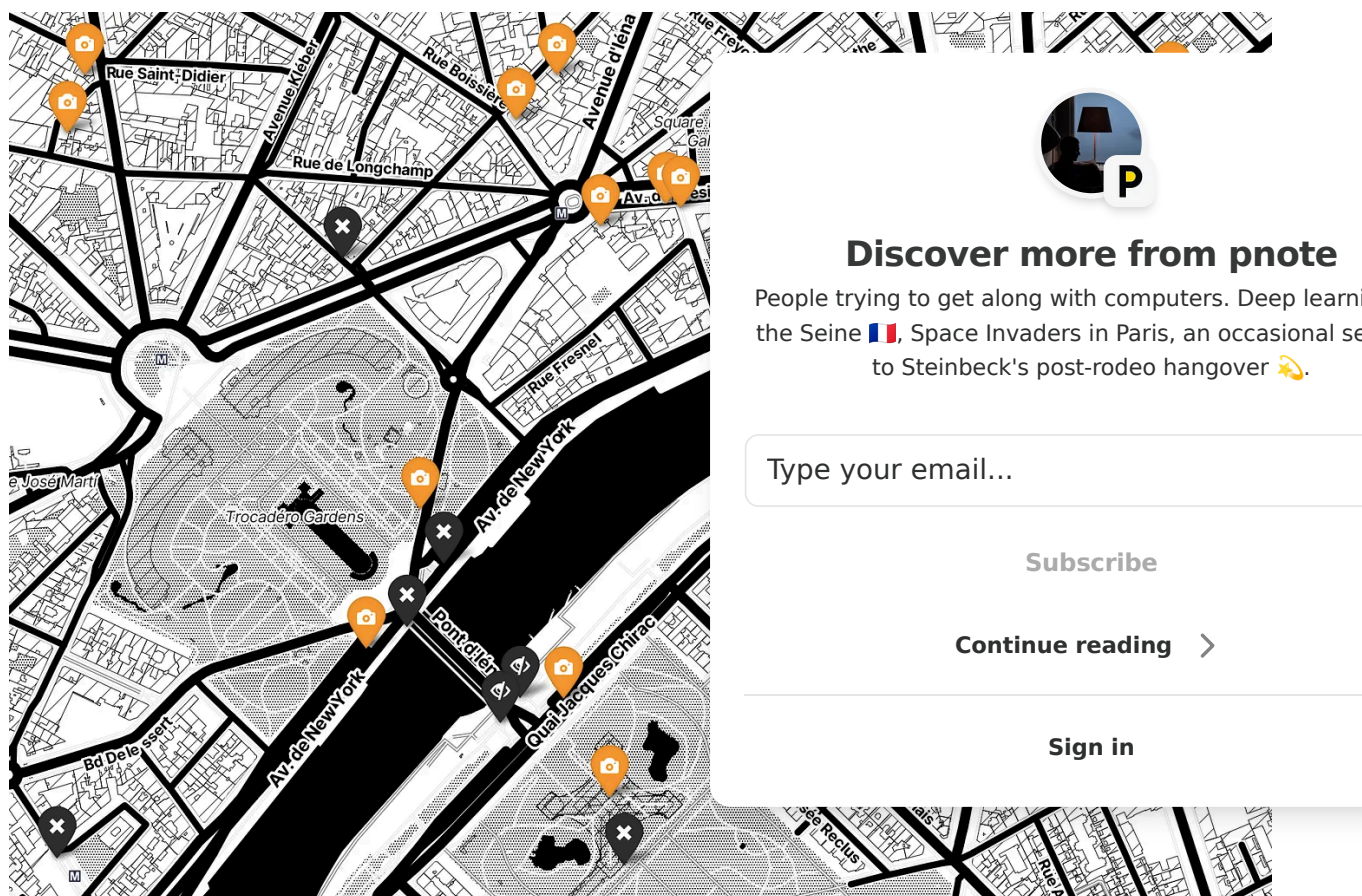 Rue Saint-Didier
Avenue Kléber
Rue Boissière
Avenue d'Iéna
Rue de Longchamp
Square
M
Rue Fresnel
M
Av. de New York
José Martí
Trocadéro Gardens
Pont d'Ié
Quai Jacques Chirac
Av. de New York
Bd Delessert
M
Rue
P
Discover more from pnote
People trying to get along with computers. Deep learni
the Seine 🇫🇷, Space Invaders in Paris, an occasional se
to Steinbeck's post-rodeo hangover 💫.
Type your email...
Subscribe
Continue reading
Sign in